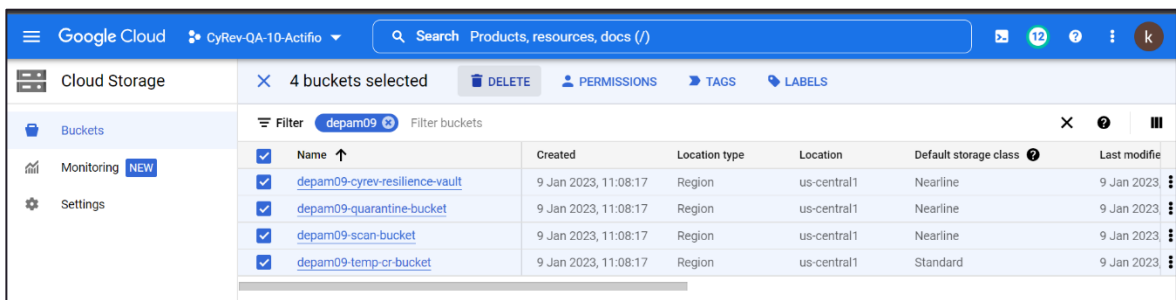 Google Cloud CyRev-QA-10-Actifio Search Products, resources, docs (/) 12 ? k
Cloud Storage 4 buckets selected DELETE PERMISSIONS TAGS LABELS
Buckets
Monitoring NEW
Settings
Filter depam09 Filter buckets
Name Created Location type Location Default storage class Last modifie
depam09-cyrev-resilience-vault 9 Jan 2023, 11:08:17 Region us-central1 Nearline 9 Jan 2023,
depam09-quarantine-bucket 9 Jan 2023, 11:08:17 Region us-central1 Nearline 9 Jan 2023,
depam09-scan-bucket 9 Jan 2023, 11:08:17 Region us-central1 Nearline 9 Jan 2023,
depam09-temp-cr-bucket 9 Jan 2023, 11:08:17 Region us-central1 Standard 9 Jan 2023,